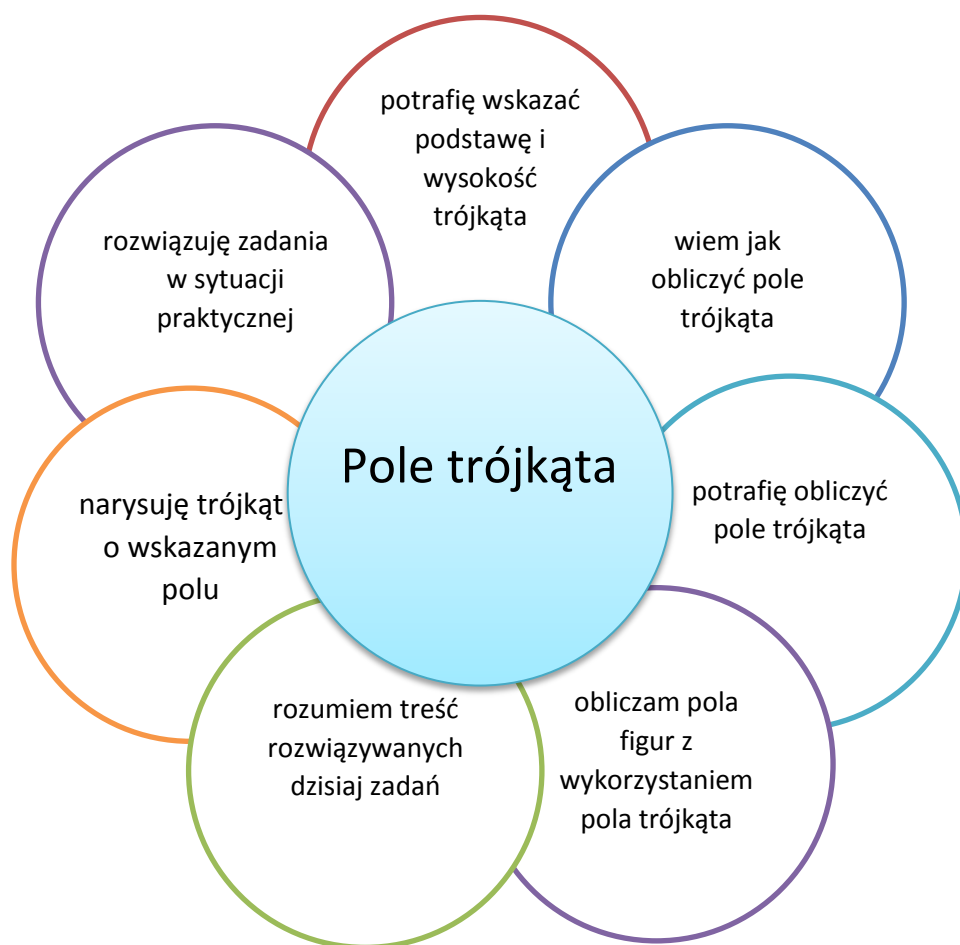 potrafię wskazać
podstawę i
wysokość
trójkąta
wiem jak
obliczyć pole
trójkąta
potrafię obliczyć
pole trójkąta
obliczam pola
figur z
wykorzystaniem
pola trójkąta
rozumiem treść
rozwiązywanych
dzisiaj zadań
narysuję trójkąt
o wskazanym
polu
rozwiązuję zadania
w sytuacji
praktycznej
Pole trójkąta